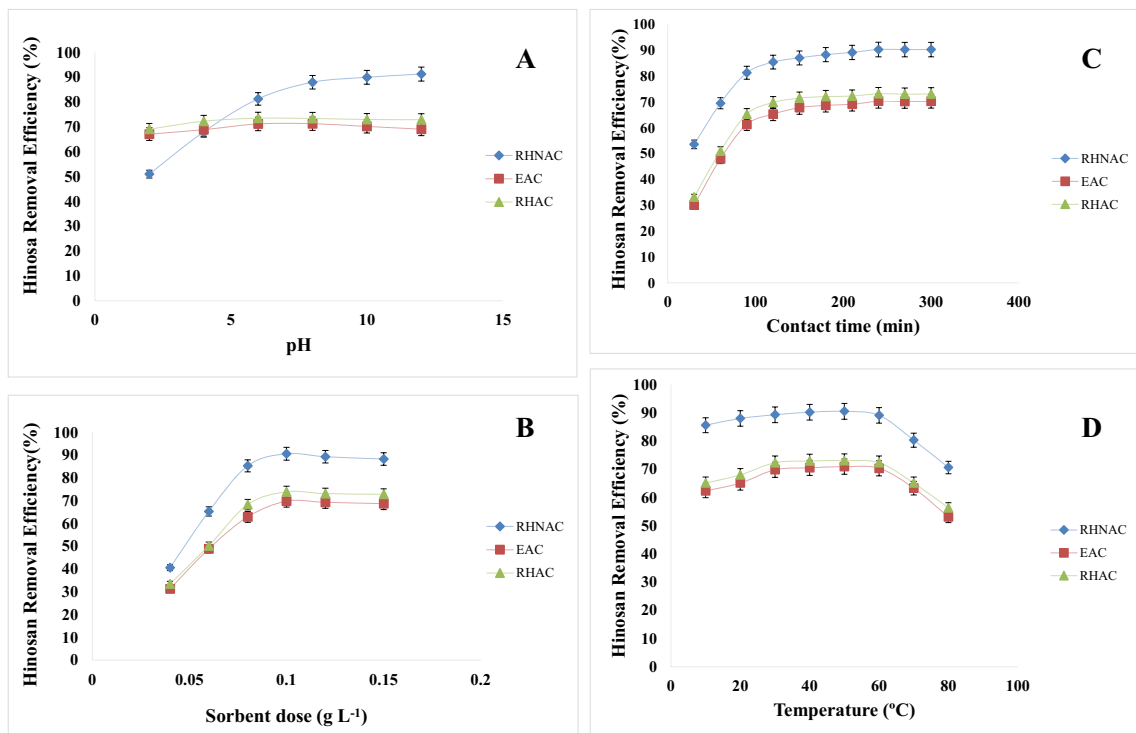 A
Hinosa Removal Efficiency (%)
100
90
80
70
60
50
40
30
20
10
0
0 5 10 15
pH
RHNAC
EAC
RHAC
B
Hinosan Removal Efficiency(%)
100
90
80
70
60
50
40
30
20
10
0
0 0.05 0.1 0.15 0.2
Sorbent dose (g L-1)
RHNAC
EAC
RHAC
C
Hinosan Removal Efficiency(%)
100
90
80
70
60
50
40
30
20
10
0
0 100 200 300 400
Contact time (min)
RHNAC
EAC
RHAC
D
Hinosan Removal Efficiency (%)
100
90
80
70
60
50
40
30
20
10
0
0 20 40 60 80 100
Temperature (ºC)
RHNAC
EAC
RHAC